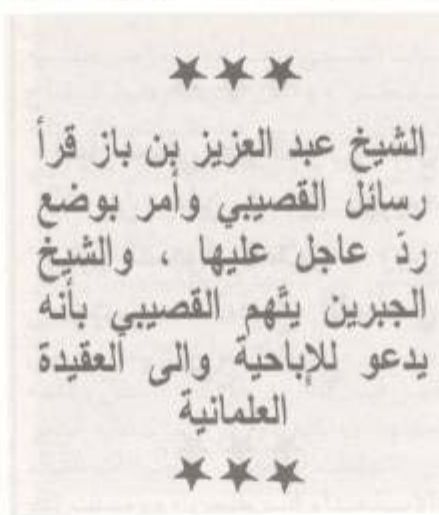 الشيخ عبد العزيز بن باز قرأ
رسائل القصيبي وأمر بوضع
ردّ عاجل عليها ، والشيخ
الجبرين يتّهم القصيبي بأنه
يدعو للإباحية والى العقيدة
العلمانية